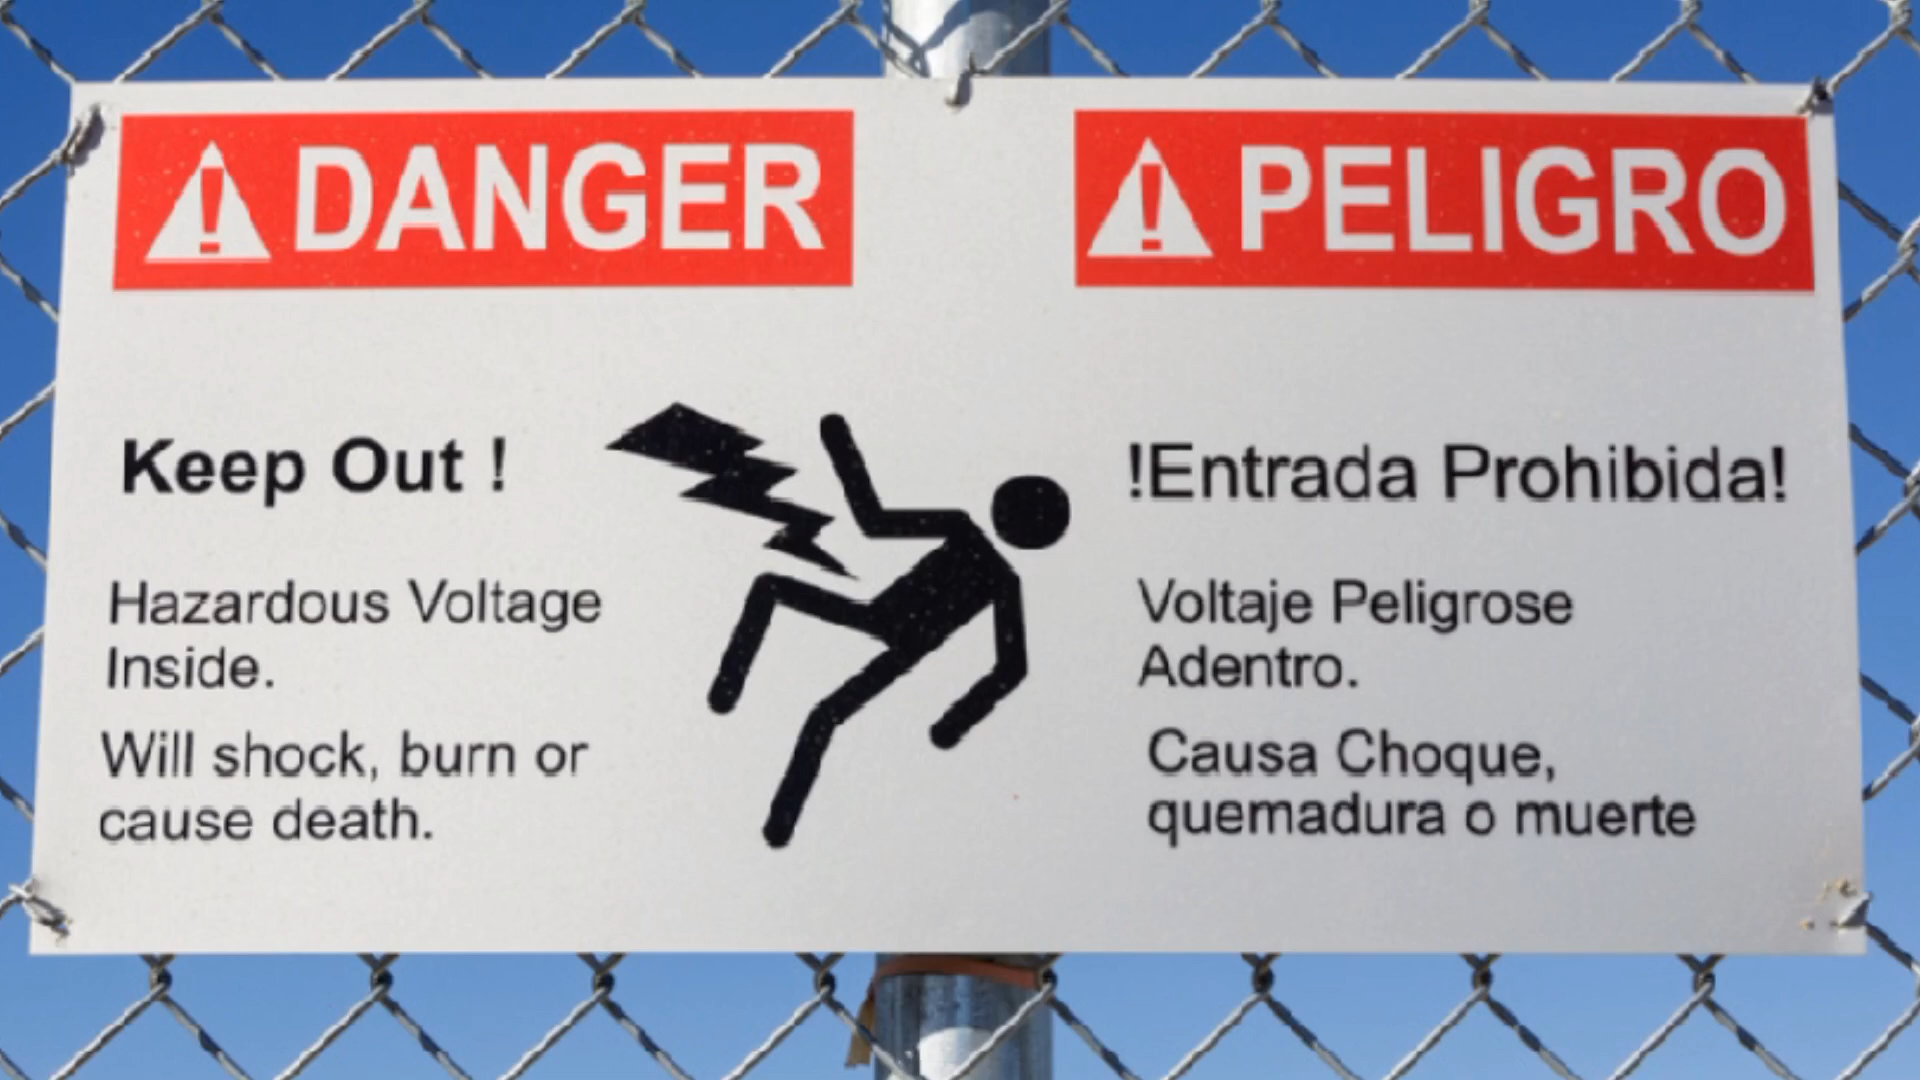 DANGER
Keep Out !
Hazardous Voltage
Inside.
Will shock, burn or
cause death.
PELIGRO
!Entrada Prohibida!
Voltaje Peligrose
Adentro.
Causa Choque,
quemadura o muerte